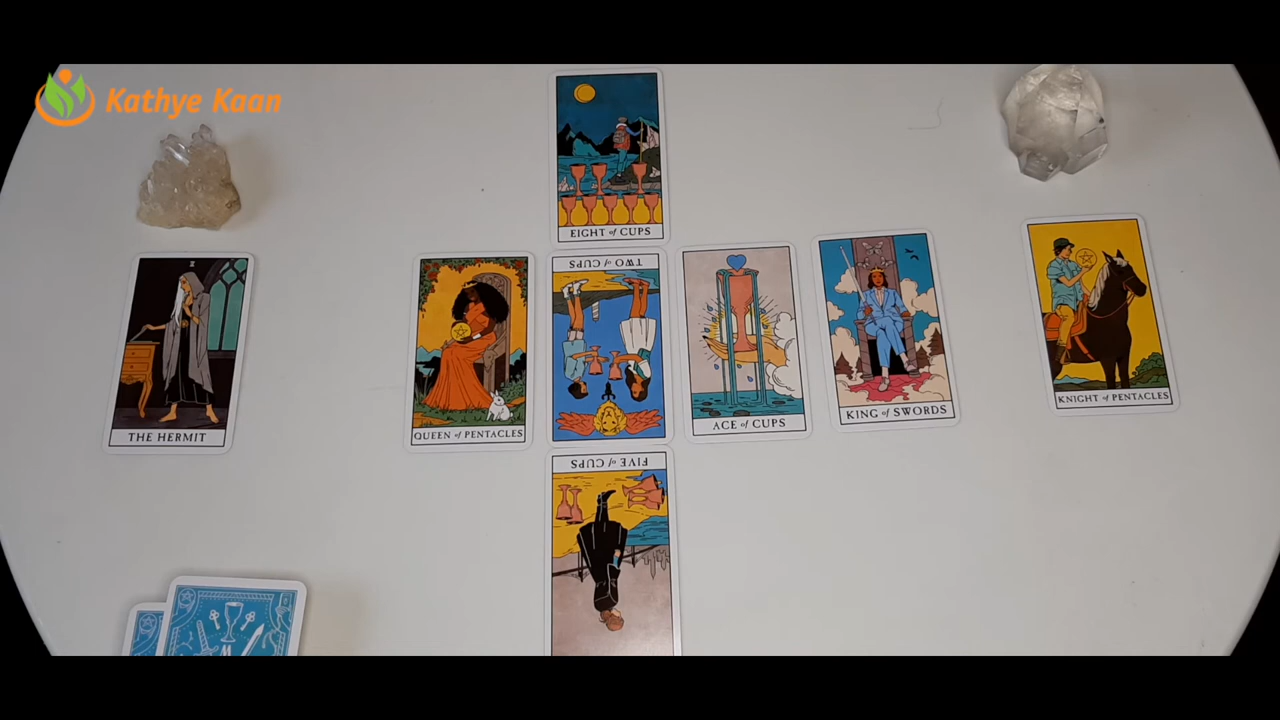 Kathye Kaan
EIGHT of CUPS
TWO of CUPS
THE HERMIT
QUEEN of PENTACLES
ACE of CUPS
KING of SWORDS
KNIGHT of PENTACLES
FIVE of CUPS